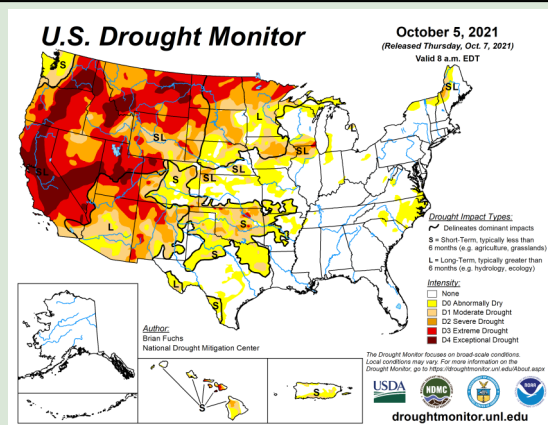 U.S. Drought Monitor
October 5, 2021
(Released Thursday, Oct. 7, 2021)
Valid 8 a.m. EDT
S
SL
L
SL
SL
SL
SL
SL
S
SL
S
L
S
L
S
Drought Impact Types:
Delineates dominant impacts
S = Short-Term, typically less than
6 months (e.g. agriculture, grasslands)
L = Long-Term, typically greater than
6 months (e.g. hydrology, ecology)
Intensity:
None
D0 Abnormally Dry
D1 Moderate Drought
D2 Severe Drought
D3 Extreme Drought
D4 Exceptional Drought
Author:
Brian Fuchs
National Drought Mitigation Center
S
S
The Drought Monitor focuses on broad-scale conditions.
Local conditions may vary. For more information on the
Drought Monitor, go to https://droughtmonitor.unl.edu/About.aspx
USDA
NDMC
NOAA
droughtmonitor.unl.edu